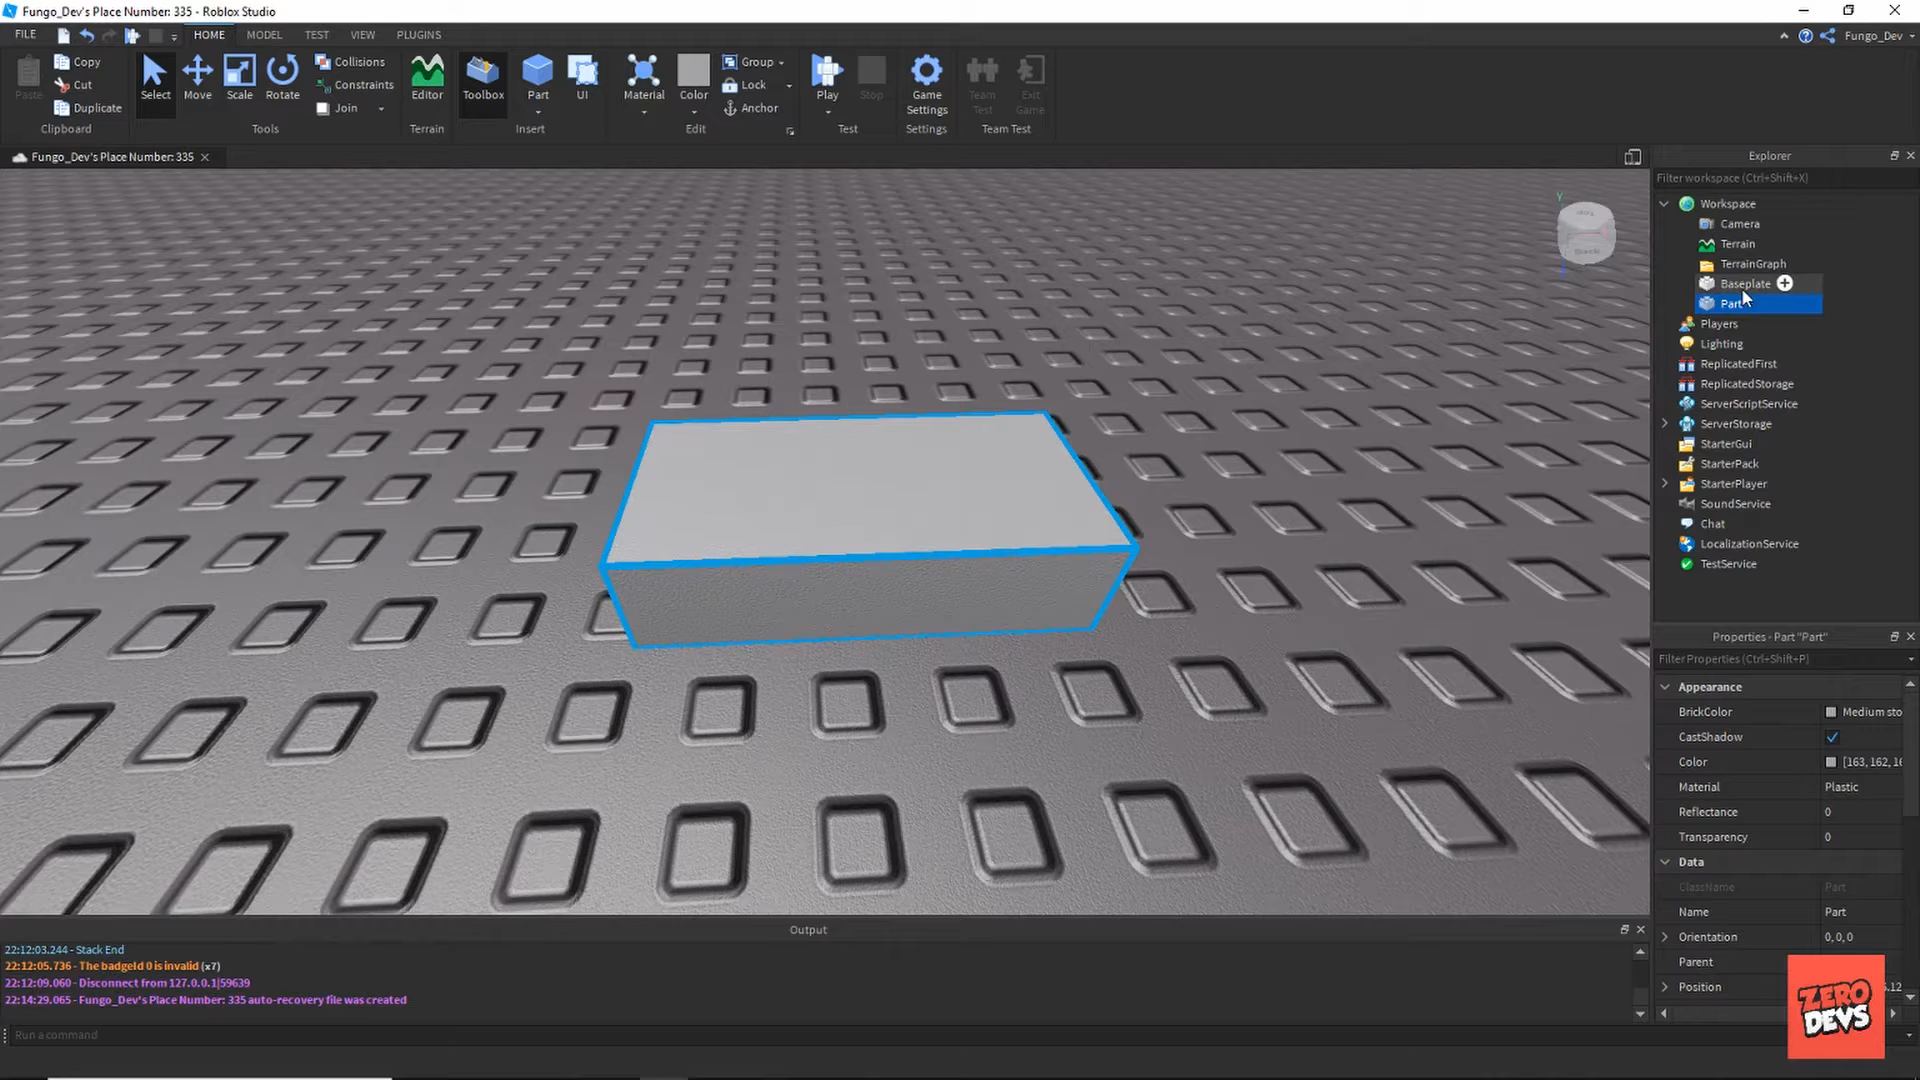 Fungo_Dev's Place Number: 335 - Roblox Studio
FILE
HOME
MODEL
TEST
VIEW
PLUGINS
Fungo_Dev
Paste
Copy
Cut
Duplicate
Clipboard
Select
Move
Scale
Rotate
Collisions
Constraints
Join
Tools
Editor
Terrain
Toolbox
Part
UI
Insert
Material
Color
Group
Lock
Anchor
Edit
Play
Stop
Test
Game
Settings
Settings
Team
Test
Exit
Game
Team Test
Fungo_Dev's Place Number: 335
Explorer
Filter workspace (Ctrl+Shift+X)
Workspace
Camera
Terrain
TerrainGraph
Baseplate
Part
Players
Lighting
ReplicatedFirst
ReplicatedStorage
ServerScriptService
ServerStorage
StarterGui
StarterPack
StarterPlayer
SoundService
Chat
LocalizationService
TestService
Y
Properties - Part "Part"
Filter Properties (Ctrl+Shift+P)
Appearance
BrickColor Medium sto
CastShadow
Color [163, 162, 16
Material Plastic
Reflectance 0
Transparency 0
Data
ClassName Part
Name Part
Orientation 0, 0, 0
Parent
Position .12
ZERO
DEVS
Output
22:12:03.244 - Stack End
22:12:05.736 - The badgeId 0 is invalid (x7)
22:12:09.060 - Disconnect from 127.0.0.1|59639
22:14:29.065 - Fungo_Dev's Place Number: 335 auto-recovery file was created
Run a command